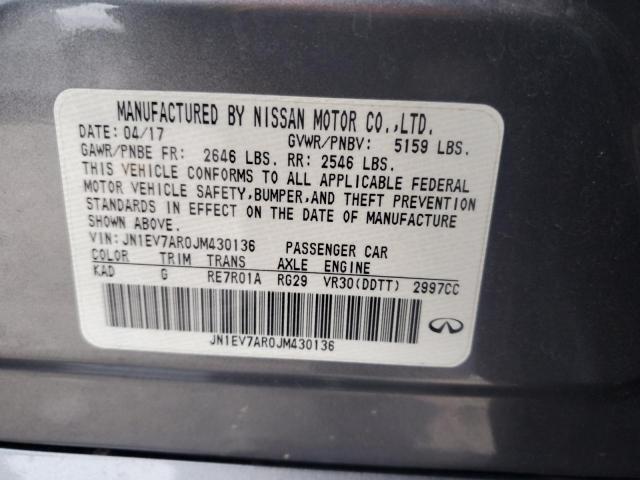 MANUFACTURED BY NISSAN MOTOR CO.,LTD.
DATE: 04/17 GVWR/PNBV: 5159 LBS.
GAWR/PNBE FR: 2646 LBS. RR: 2546 LBS.
THIS VEHICLE CONFORMS TO ALL APPLICABLE FEDERAL
MOTOR VEHICLE SAFETY,BUMPER,AND THEFT PREVENTION
STANDARDS IN EFFECT ON THE DATE OF MANUFACTURE
SHOWN ABOVE.
VIN: JN1EV7AR0JM430136 PASSENGER CAR
COLOR TRIM TRANS AXLE ENGINE
KAD G RE7R01A RG29 VR30(DDTT) 2997CC
JN1EV7AR0JM430136